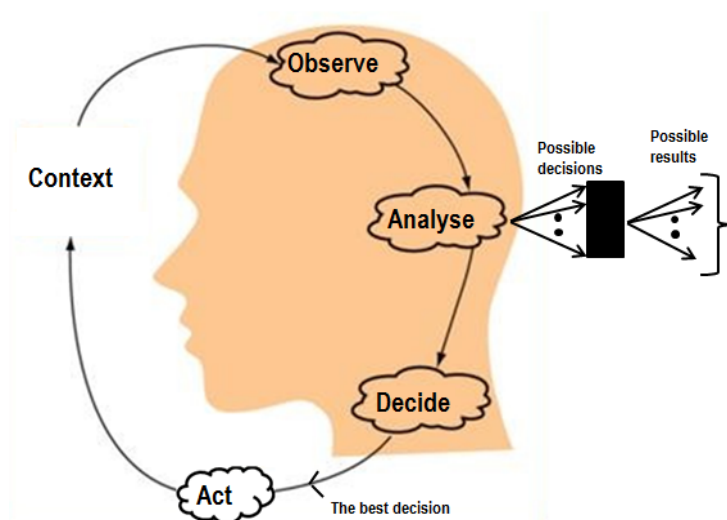 Observe
Context
Possible
decisions
Possible
results
Analyse
Decide
Act
The best decision